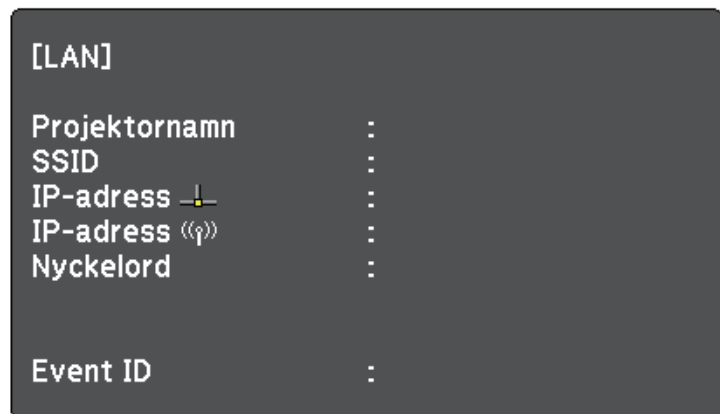 [LAN]
Projektornamn :
SSID :
IP-adress :
IP-adress :
Nyckelord :
Event ID :